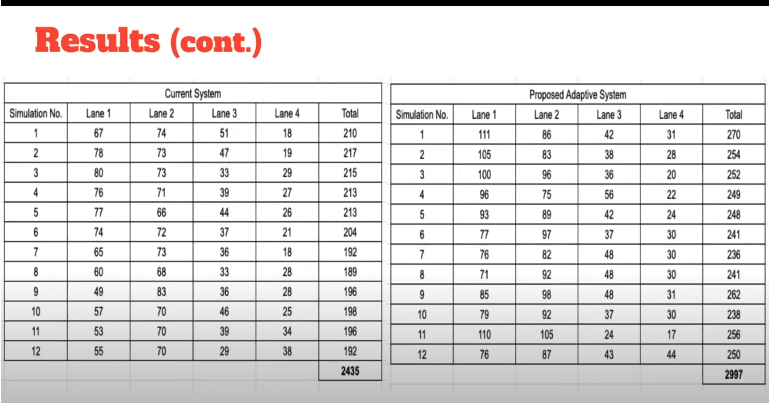 Results (cont.)
Current System
Simulation No. Lane 1 Lane 2 Lane 3 Lane 4 Total
1 67 74 51 18 210
2 78 73 47 19 217
3 80 73 33 29 215
4 76 71 39 27 213
5 77 66 44 26 213
6 74 72 37 21 204
7 65 73 36 18 192
8 60 68 33 28 189
9 49 83 36 28 196
10 57 70 46 25 198
11 53 70 39 34 196
12 55 70 29 38 192
2435
Proposed Adaptive System
Simulation No. Lane 1 Lane 2 Lane 3 Lane 4 Total
1 111 86 42 31 270
2 105 83 38 28 254
3 100 96 36 20 252
4 96 75 56 22 249
5 93 89 42 24 248
6 77 97 37 30 241
7 76 82 48 30 236
8 71 92 48 30 241
9 85 98 48 31 262
10 79 92 37 30 238
11 110 105 24 17 256
12 76 87 43 44 250
2997